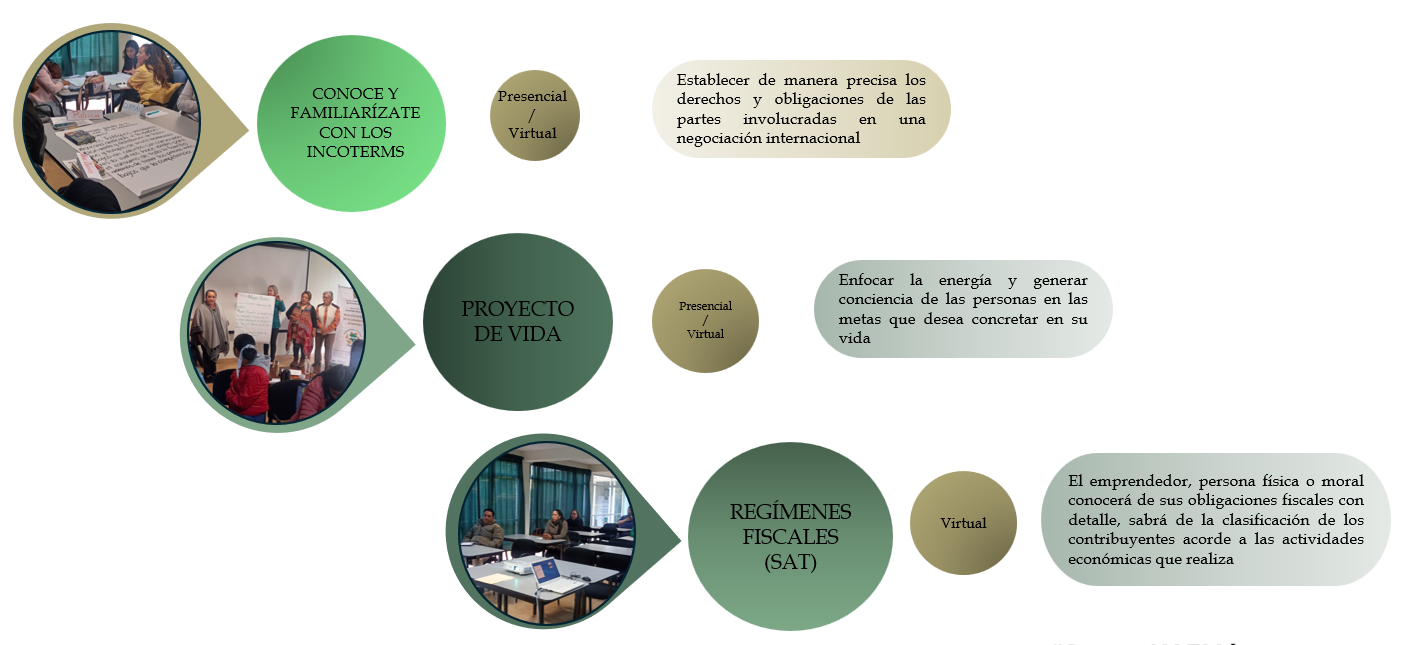 CONOCE Y
FAMILIARÍZATE
CON LOS
INCOTERMS
Presencial
/
Virtual
Establecer de manera precisa los
derechos y obligaciones de las
partes involucradas en una
negociación internacional
PROYECTO
DE VIDA
Presencial
/
Virtual
Enfocar la energía y generar
conciencia de las personas en las
metas que desea concretar en su
vida
REGÍMENES
FISCALES
(SAT)
Virtual
El emprendedor, persona física o moral
conocerá de sus obligaciones fiscales con
detalle, sabrá de la clasificación de los
contribuyentes acorde a las actividades
económicas que realiza